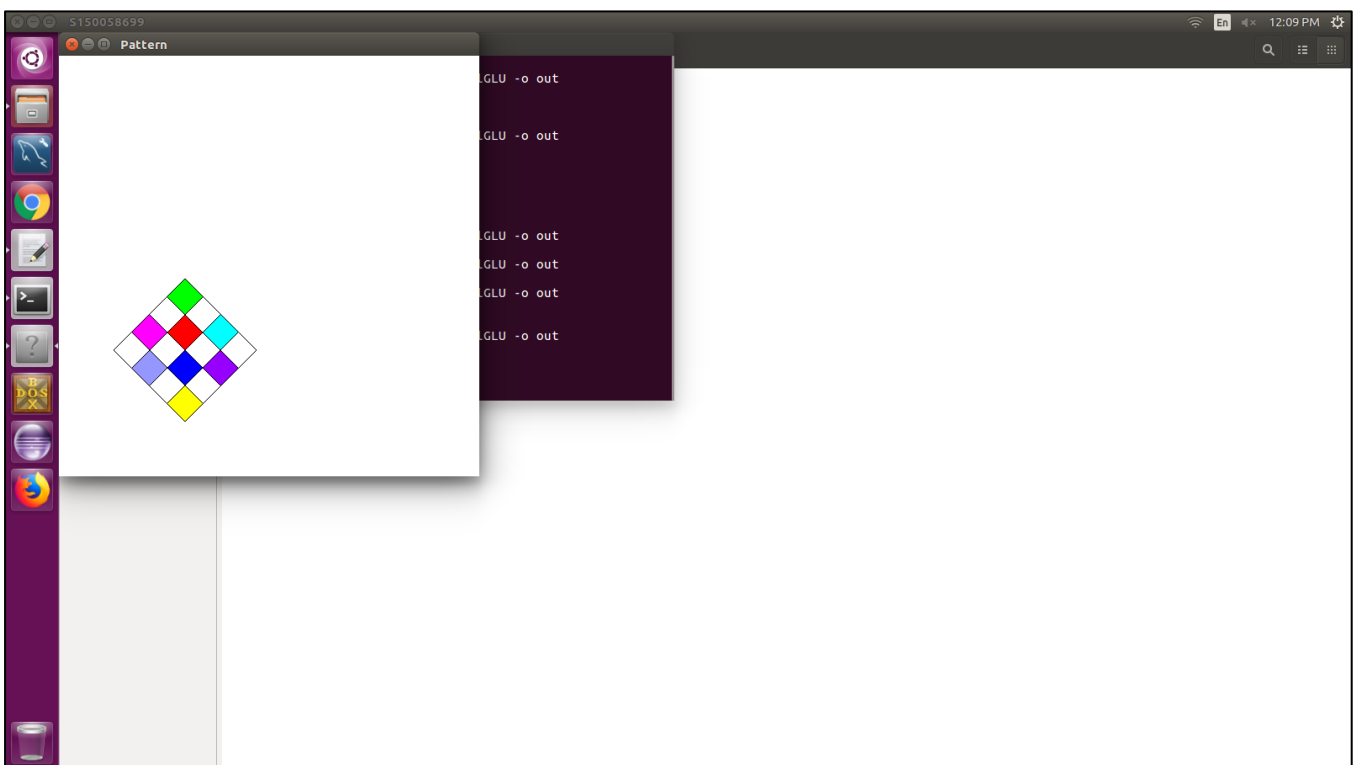 S150058699
En
12:09 PM
Pattern
lGLU -o out
lGLU -o out
lGLU -o out
lGLU -o out
lGLU -o out
lGLU -o out
>_
?
B
DOS
X